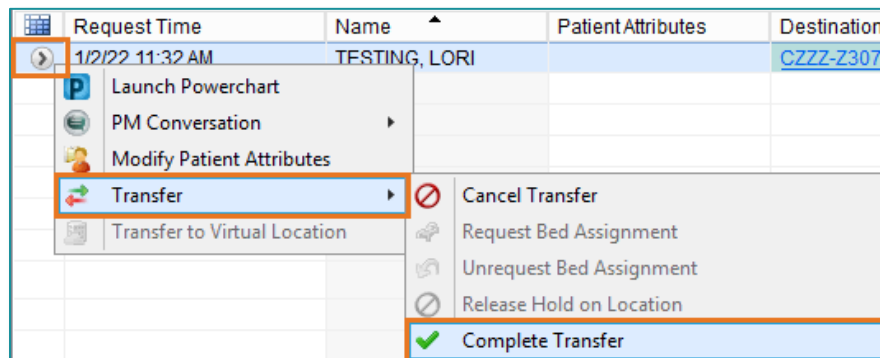 Request Time Name Patient Attributes Destination
1/2/22 11:32 AM TESTING, LORI CZZZ-Z307
Launch Powerchart
PM Conversation
Modify Patient Attributes
Transfer Cancel Transfer
Transfer to Virtual Location Request Bed Assignment
Unrequest Bed Assignment
Release Hold on Location
Complete Transfer